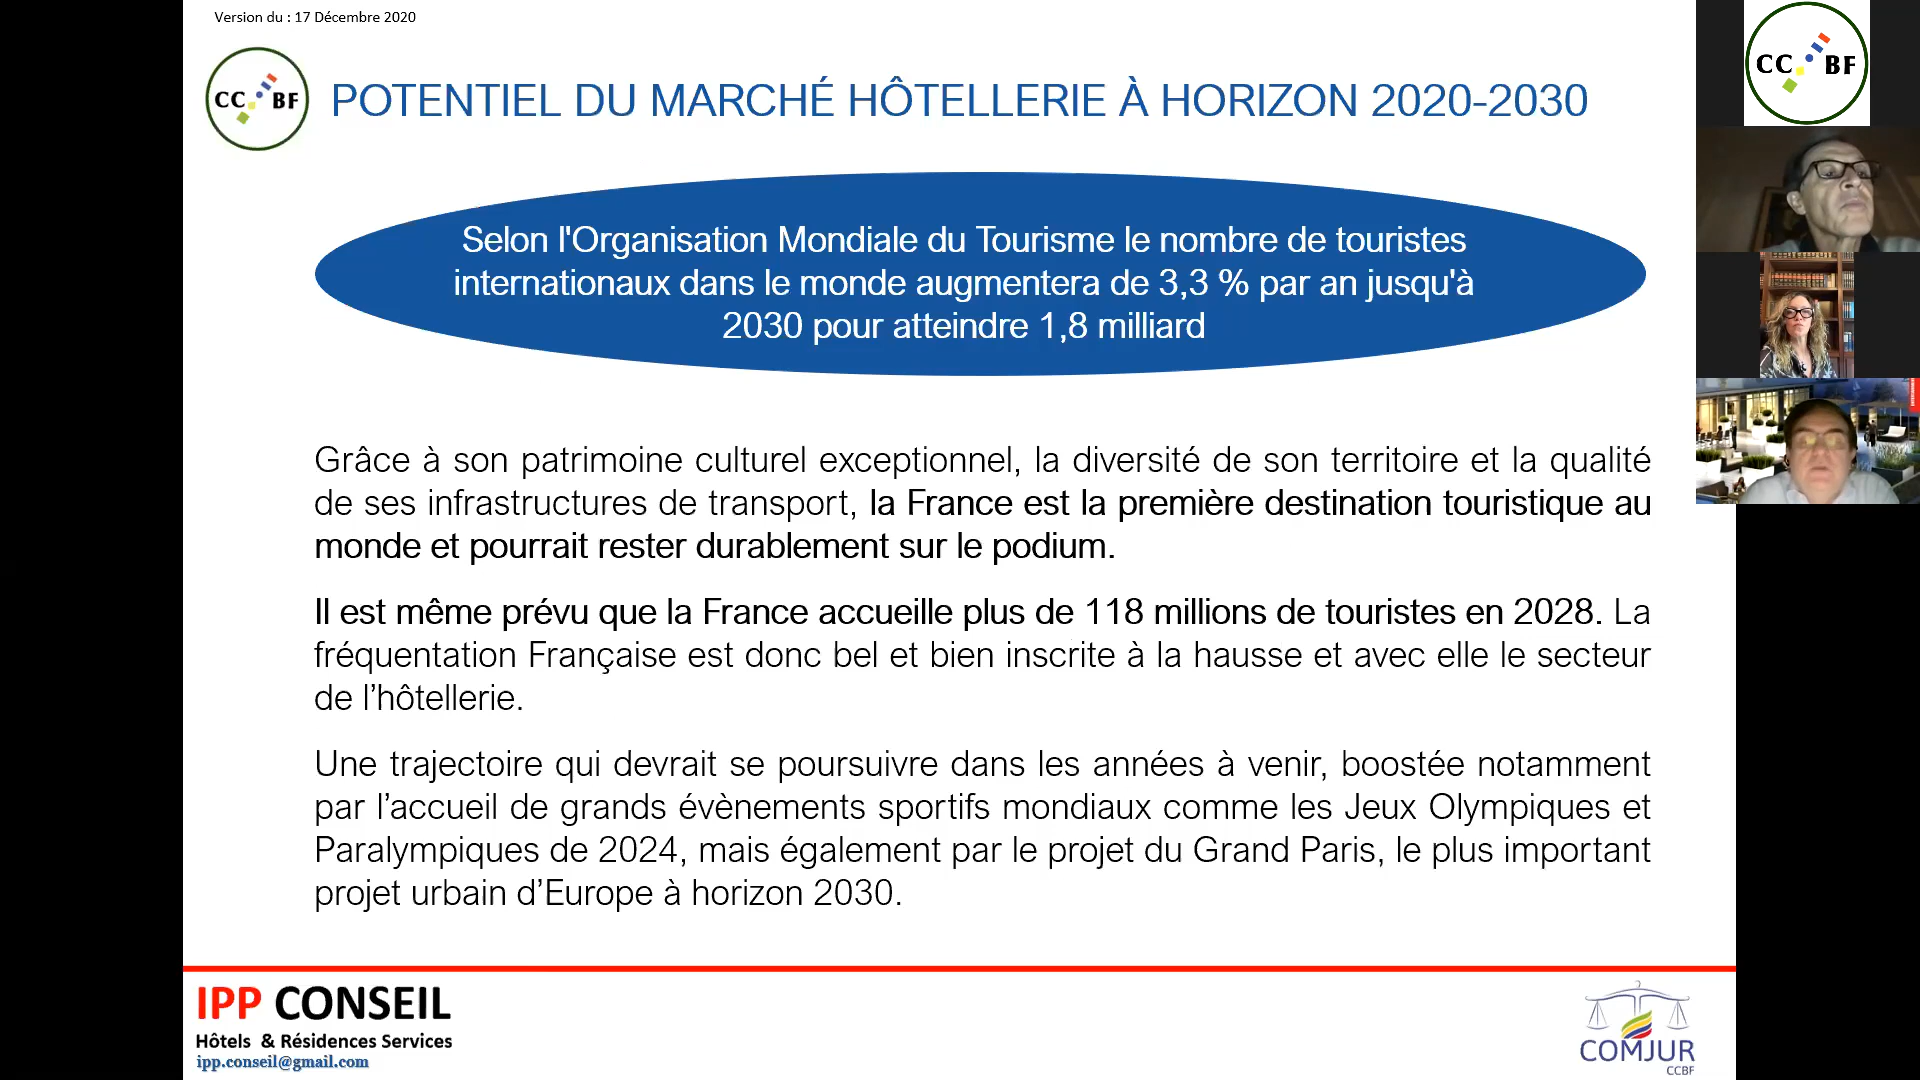 Version du : 17 Décembre 2020
CC BF
POTENTIEL DU MARCHÉ HÔTELLERIE À HORIZON 2020-2030
CC BF
Selon l'Organisation Mondiale du Tourisme le nombre de touristes
internationaux dans le monde augmentera de 3,3 % par an jusqu'à
2030 pour atteindre 1,8 milliard
Grâce à son patrimoine culturel exceptionnel, la diversité de son territoire et la qualité
de ses infrastructures de transport, la France est la première destination touristique au
monde et pourrait rester durablement sur le podium.
Il est même prévu que la France accueille plus de 118 millions de touristes en 2028. La
fréquentation Française est donc bel et bien inscrite à la hausse et avec elle le secteur
de l’hôtellerie.
Une trajectoire qui devrait se poursuivre dans les années à venir, boostée notamment
par l’accueil de grands évènements sportifs mondiaux comme les Jeux Olympiques et
Paralympiques de 2024, mais également par le projet du Grand Paris, le plus important
projet urbain d’Europe à horizon 2030.
IPP CONSEIL
Hôtels & Résidences Services
ipp.conseil@gmail.com
COMJUR
CCBF